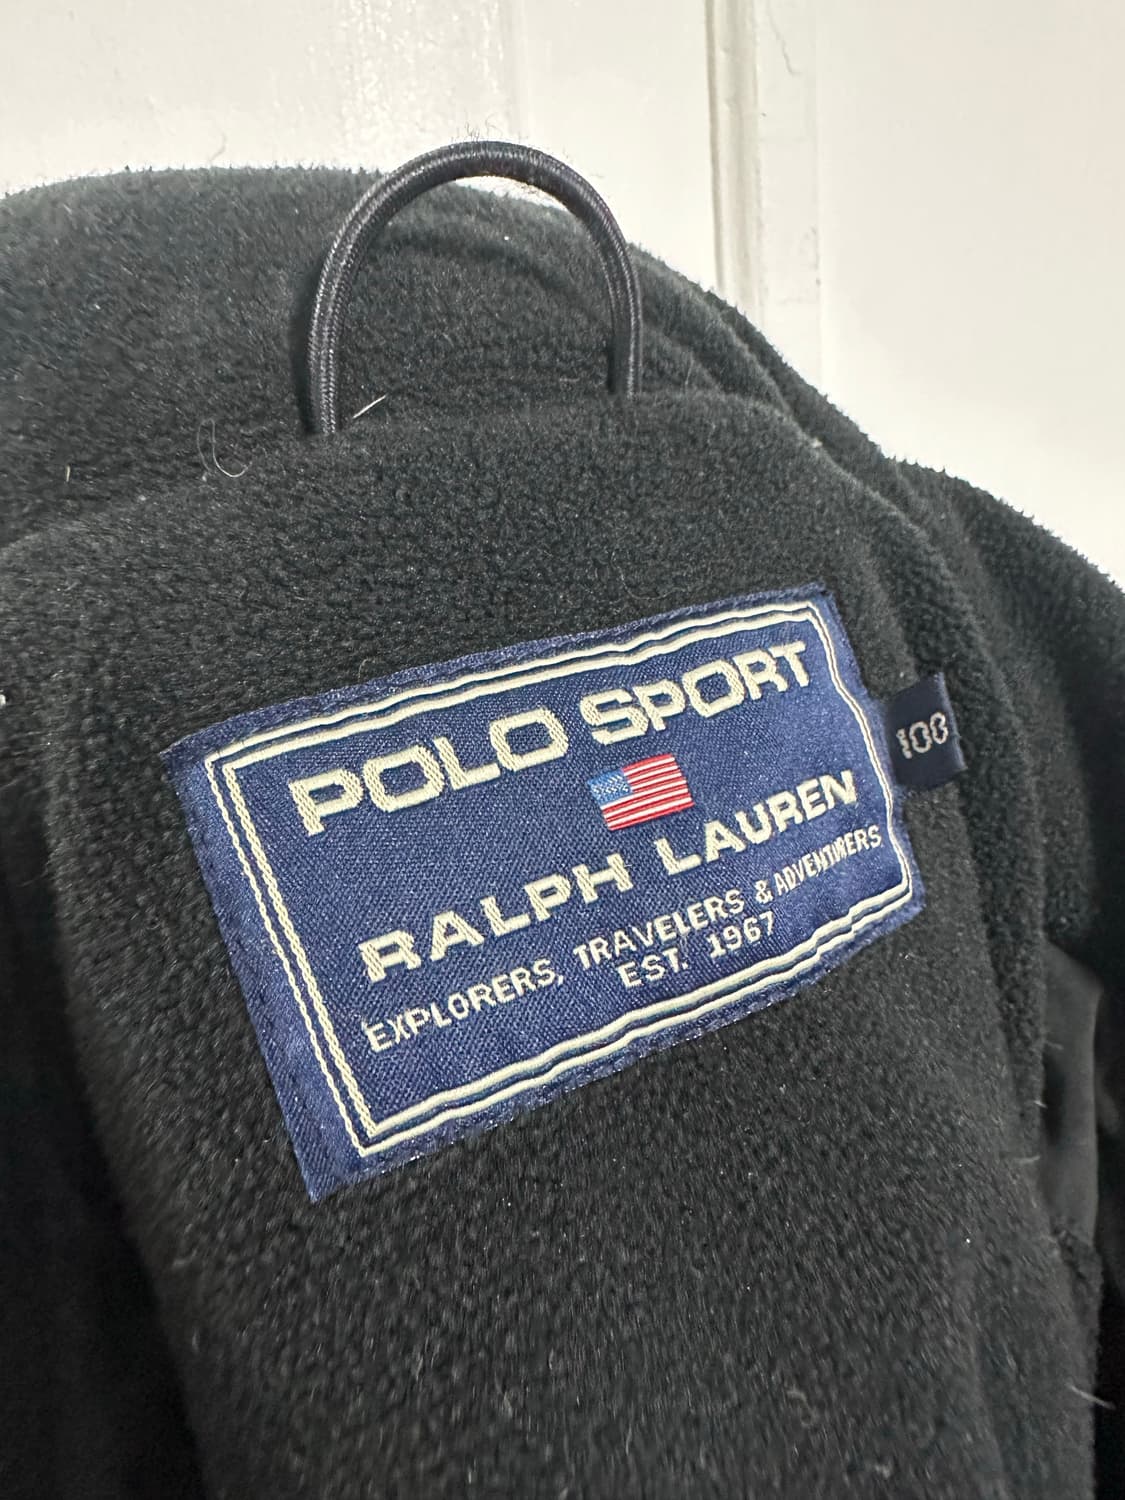 POLO SPORT
RALPH LAUREN
EXPLORERS, TRAVELERS & ADVENTURERS
EST. 1967
100